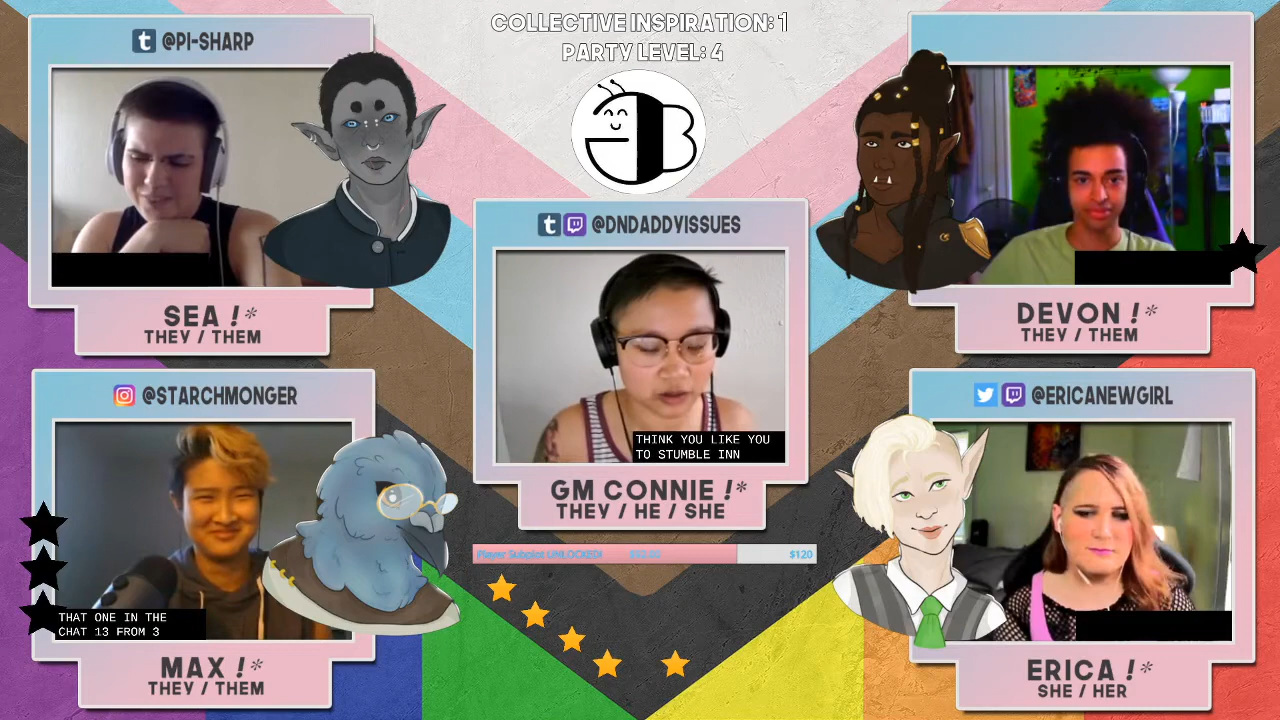 COLLECTIVE INSPIRATION: 1
PARTY LEVEL: 4
@PI-SHARP
SEA !*
THEY / THEM
DEVON !*
THEY / THEM
@DNDADDYISSUES
THINK YOU LIKE YOU
TO STUMBLE INN
GM CONNIE !*
THEY / HE / SHE
Player Subplot UNLOCKED! $120
@STARCHMONGER
THAT ONE IN THE
CHAT 13 FROM 3
MAX !*
THEY / THEM
@ERICANEWGIRL
ERICA !*
SHE / HER